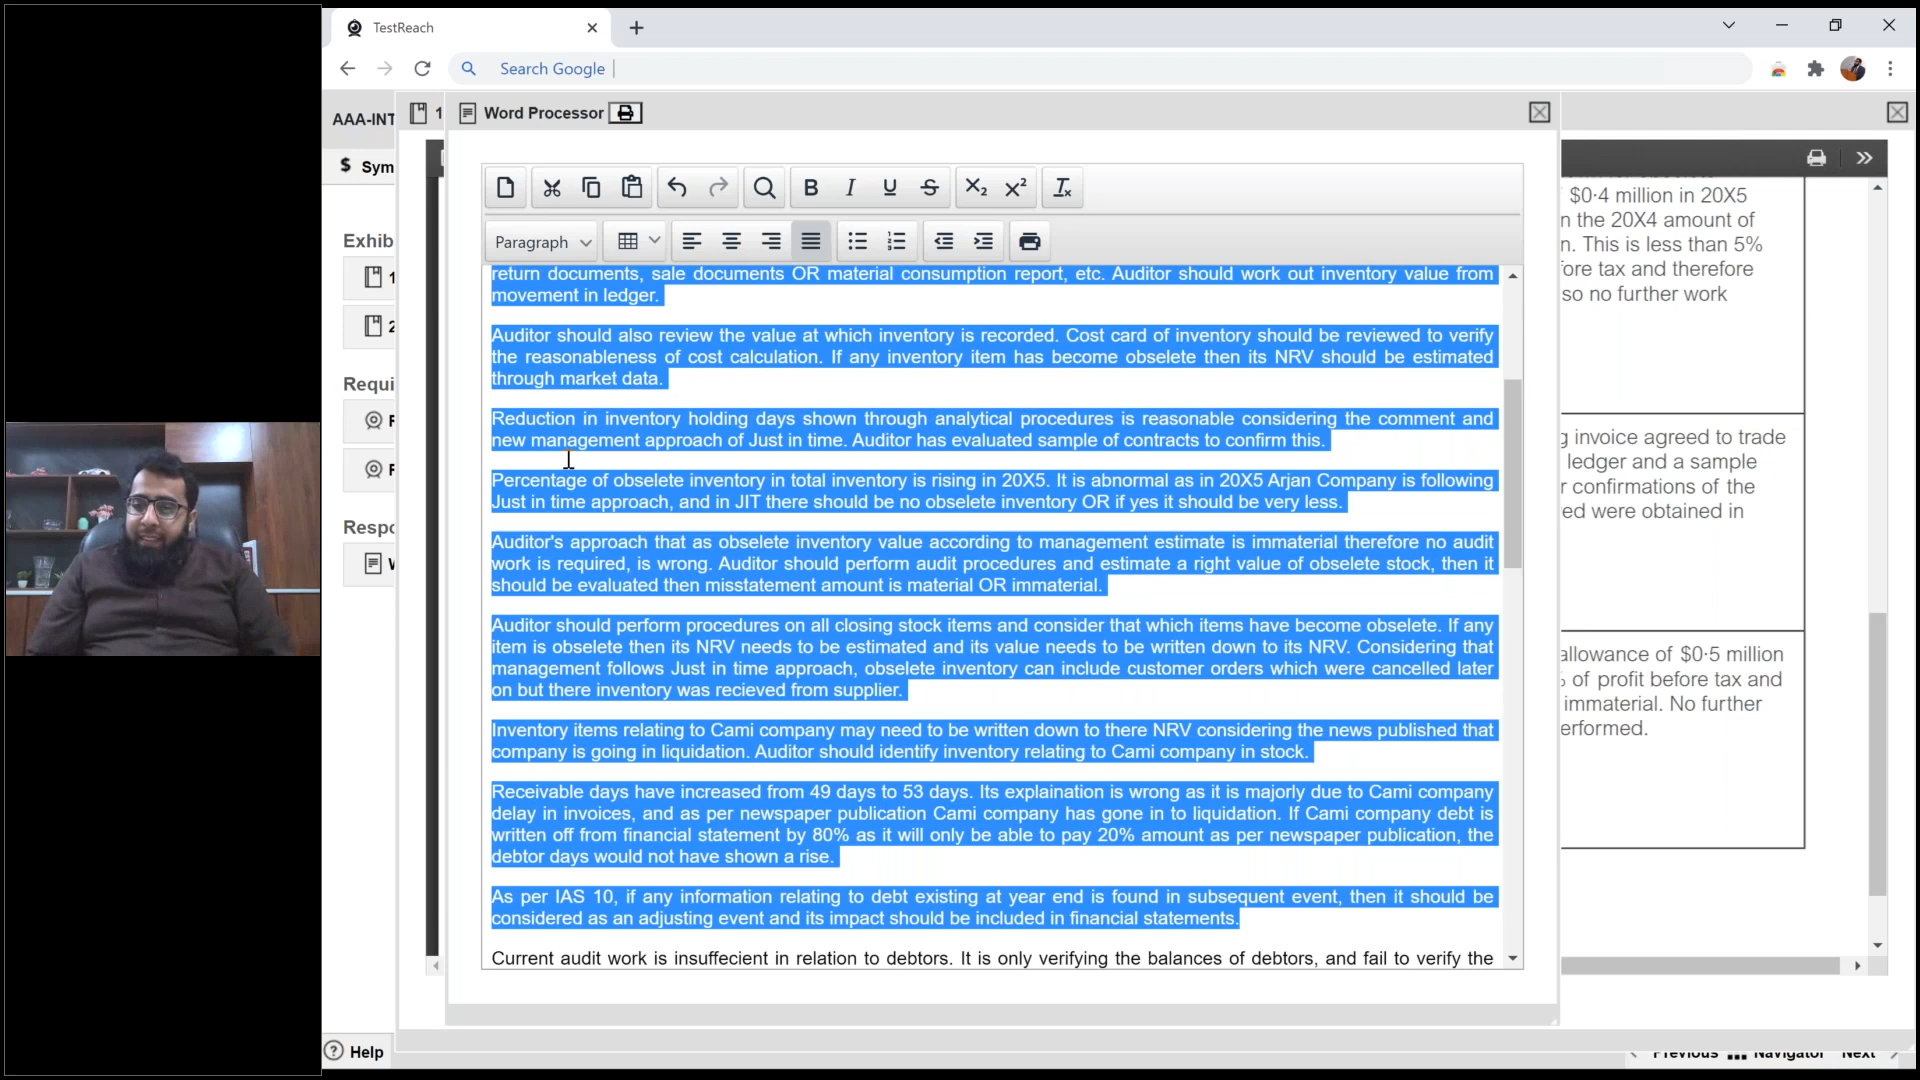 TestReach
Search Google
AAA-INT
1
Word Processor
$ Sym
Exhib
1
2
Requi
F
F
Respo
W
B I U S X₂ X² Tx
Paragraph
return documents, sale documents OR material consumption report, etc. Auditor should work out inventory value from
movement in ledger.
Auditor should also review the value at which inventory is recorded. Cost card of inventory should be reviewed to verify
the reasonableness of cost calculation. If any inventory item has become obselete then its NRV should be estimated
through market data.
Reduction in inventory holding days shown through analytical procedures is reasonable considering the comment and
new management approach of Just in time. Auditor has evaluated sample of contracts to confirm this.
Percentage of obselete inventory in total inventory is rising in 20X5. It is abnormal as in 20X5 Arjan Company is following
Just in time approach, and in JIT there should be no obselete inventory OR if yes it should be very less.
Auditor's approach that as obselete inventory value according to management estimate is immaterial therefore no audit
work is required, is wrong. Auditor should perform audit procedures and estimate a right value of obselete stock, then it
should be evaluated then misstatement amount is material OR immaterial.
Auditor should perform procedures on all closing stock items and consider that which items have become obselete. If any
item is obselete then its NRV needs to be estimated and its value needs to be written down to its NRV. Considering that
management follows Just in time approach, obselete inventory can include customer orders which were cancelled later
on but there inventory was recieved from supplier.
Inventory items relating to Cami company may need to be written down to there NRV considering the news published that
company is going in liquidation. Auditor should identify inventory relating to Cami company in stock.
Receivable days have increased from 49 days to 53 days. Its explaination is wrong as it is majorly due to Cami company
delay in invoices, and as per newspaper publication Cami company has gone in to liquidation. If Cami company debt is
written off from financial statement by 80% as it will only be able to pay 20% amount as per newspaper publication, the
debtor days would not have shown a rise.
As per IAS 10, if any information relating to debt existing at year end is found in subsequent event, then it should be
considered as an adjusting event and its impact should be included in financial statements.
Current audit work is insuffecient in relation to debtors. It is only verifying the balances of debtors, and fail to verify the
$0·4 million in 20X5
n the 20X4 amount of
n. This is less than 5%
fore tax and therefore
so no further work
g invoice agreed to trade
ledger and a sample
r confirmations of the
ed were obtained in
allowance of $0·5 million
of profit before tax and
immaterial. No further
erformed.
Help
Previous Navigator Next